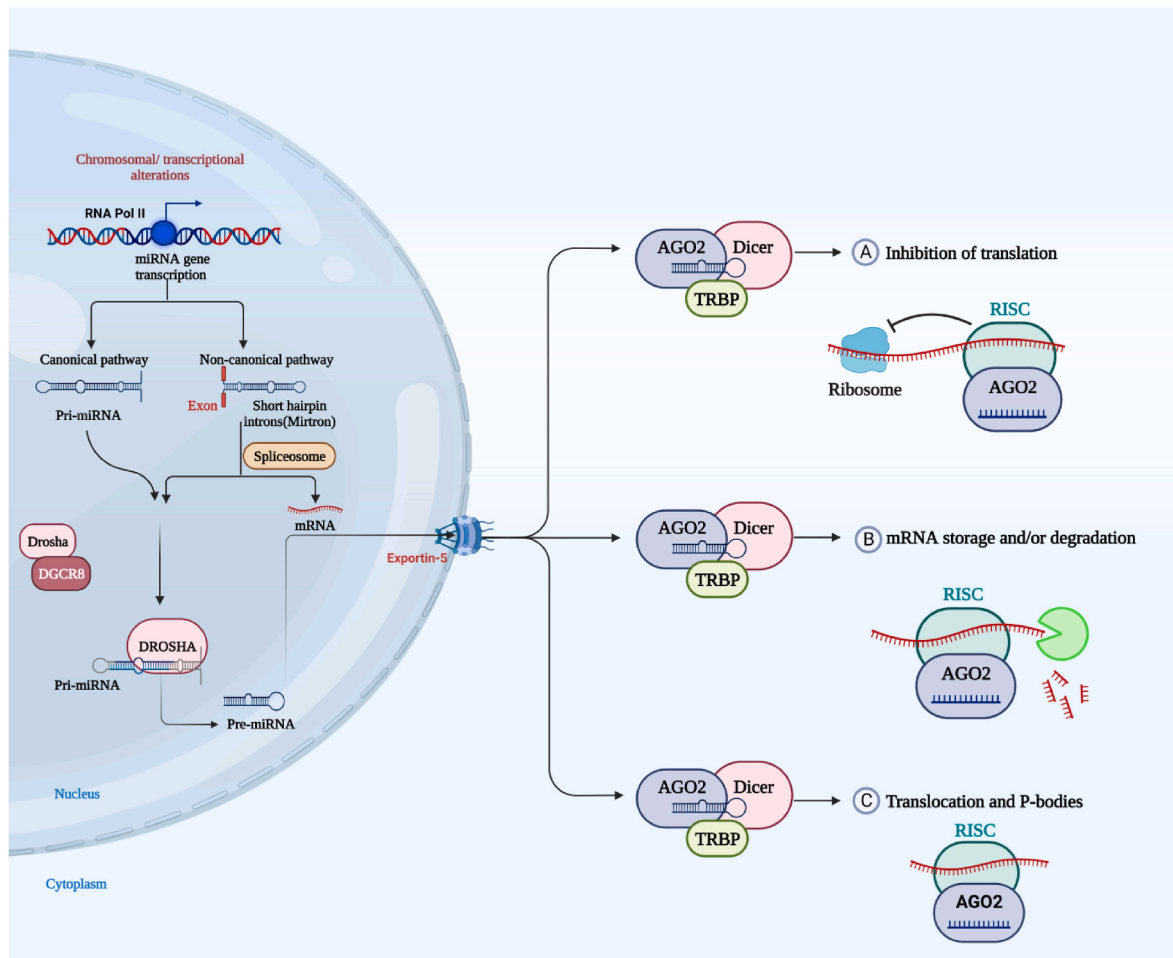 Chromosomal/ transcriptional
alterations
RNA Pol II
miRNA gene
transcription
Canonical pathway
Non-canonical pathway
Pri-miRNA
Exon
Short hairpin
introns(Mirtron)
Spliceosome
mRNA
Drosha
DGCR8
DROSHA
Pri-miRNA
Pre-miRNA
Exportin-5
Nucleus
Cytoplasm
AGO2
Dicer
TRBP
A
Inhibition of translation
RISC
Ribosome
AGO2
AGO2
Dicer
TRBP
B
mRNA storage and/or degradation
RISC
AGO2
AGO2
Dicer
TRBP
C
Translocation and P-bodies
RISC
AGO2